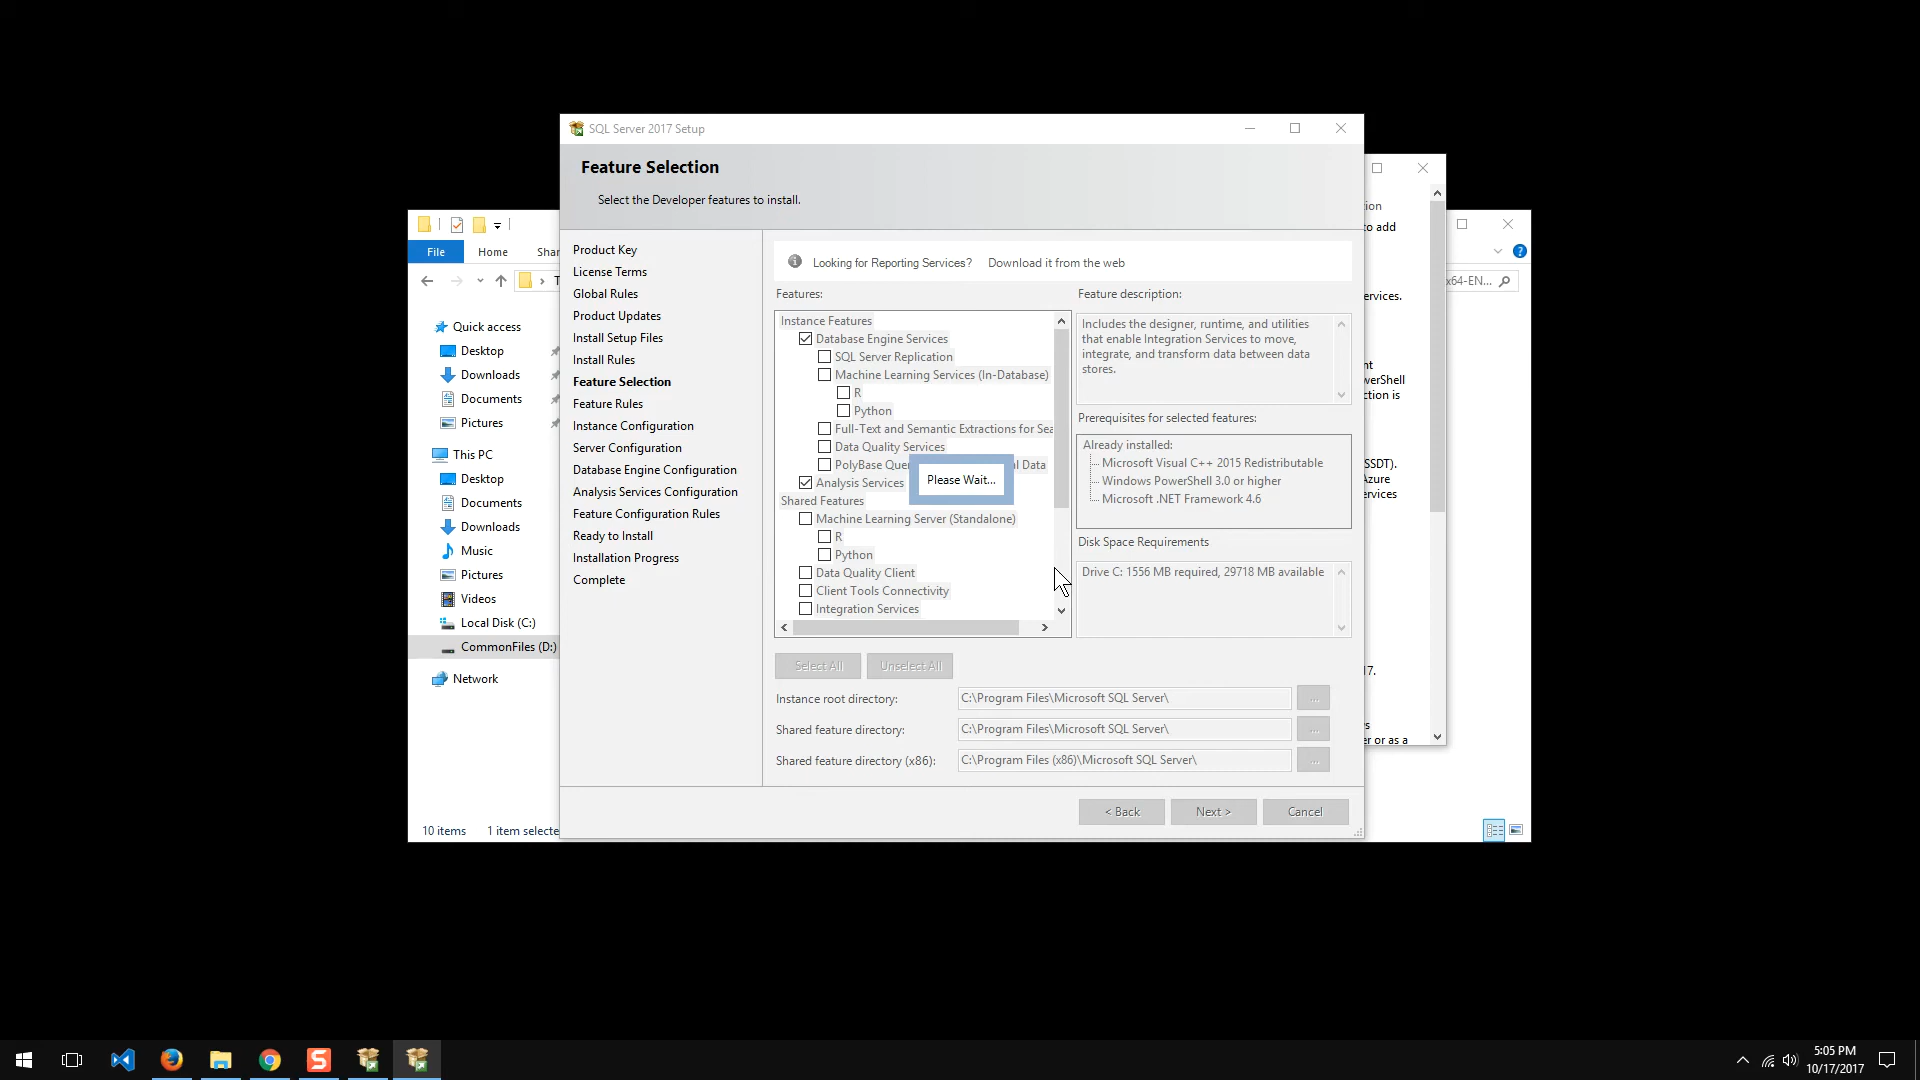 SQL Server 2017 Setup
Feature Selection
Select the Developer features to install.
Product Key
License Terms
Global Rules
Product Updates
Install Setup Files
Install Rules
Feature Selection
Feature Rules
Instance Configuration
Server Configuration
Database Engine Configuration
Analysis Services Configuration
Feature Configuration Rules
Ready to Install
Installation Progress
Complete
Looking for Reporting Services? Download it from the web
Features:
Instance Features
Database Engine Services
SQL Server Replication
Machine Learning Services (In-Database)
R
Python
Full-Text and Semantic Extractions for Sea
Data Quality Services
PolyBase Que
l Data
Analysis Services
Please Wait...
Shared Features
Machine Learning Server (Standalone)
R
Python
Data Quality Client
Client Tools Connectivity
Integration Services
Feature description:
Includes the designer, runtime, and utilities
that enable Integration Services to move,
integrate, and transform data between data
stores.
Prerequisites for selected features:
Already installed:
Microsoft Visual C++ 2015 Redistributable
Windows PowerShell 3.0 or higher
Microsoft .NET Framework 4.6
Disk Space Requirements
Drive C: 1556 MB required, 29718 MB available
Select All
Unselect All
Instance root directory:
C:\Program Files\Microsoft SQL Server\
...
Shared feature directory:
C:\Program Files\Microsoft SQL Server\
...
Shared feature directory (x86):
C:\Program Files (x86)\Microsoft SQL Server\
...
< Back
Next >
Cancel
File
Home
Shar
T
Quick access
Desktop
Downloads
Documents
Pictures
This PC
Desktop
Documents
Downloads
Music
Pictures
Videos
Local Disk (C:)
CommonFiles (D:)
Network
10 items
1 item selecte
ion
to add
ervices.
nt
werShell
ction is
SSDT).
Azure
ervices
17.
s
er or as a
x64-EN...
5:05 PM
10/17/2017